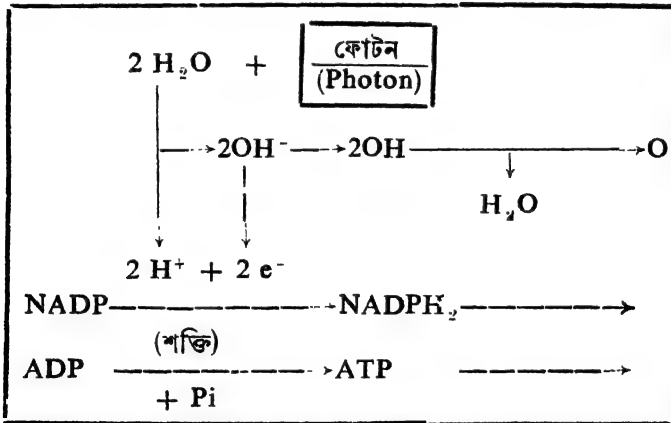 2 H₂O + ফোটন
(Photon)
2OH⁻ 2OH O
H₂O
2 H⁺ + 2 e⁻
NADP NADPH₂
(শক্তি)
ADP ATP
+ Pi